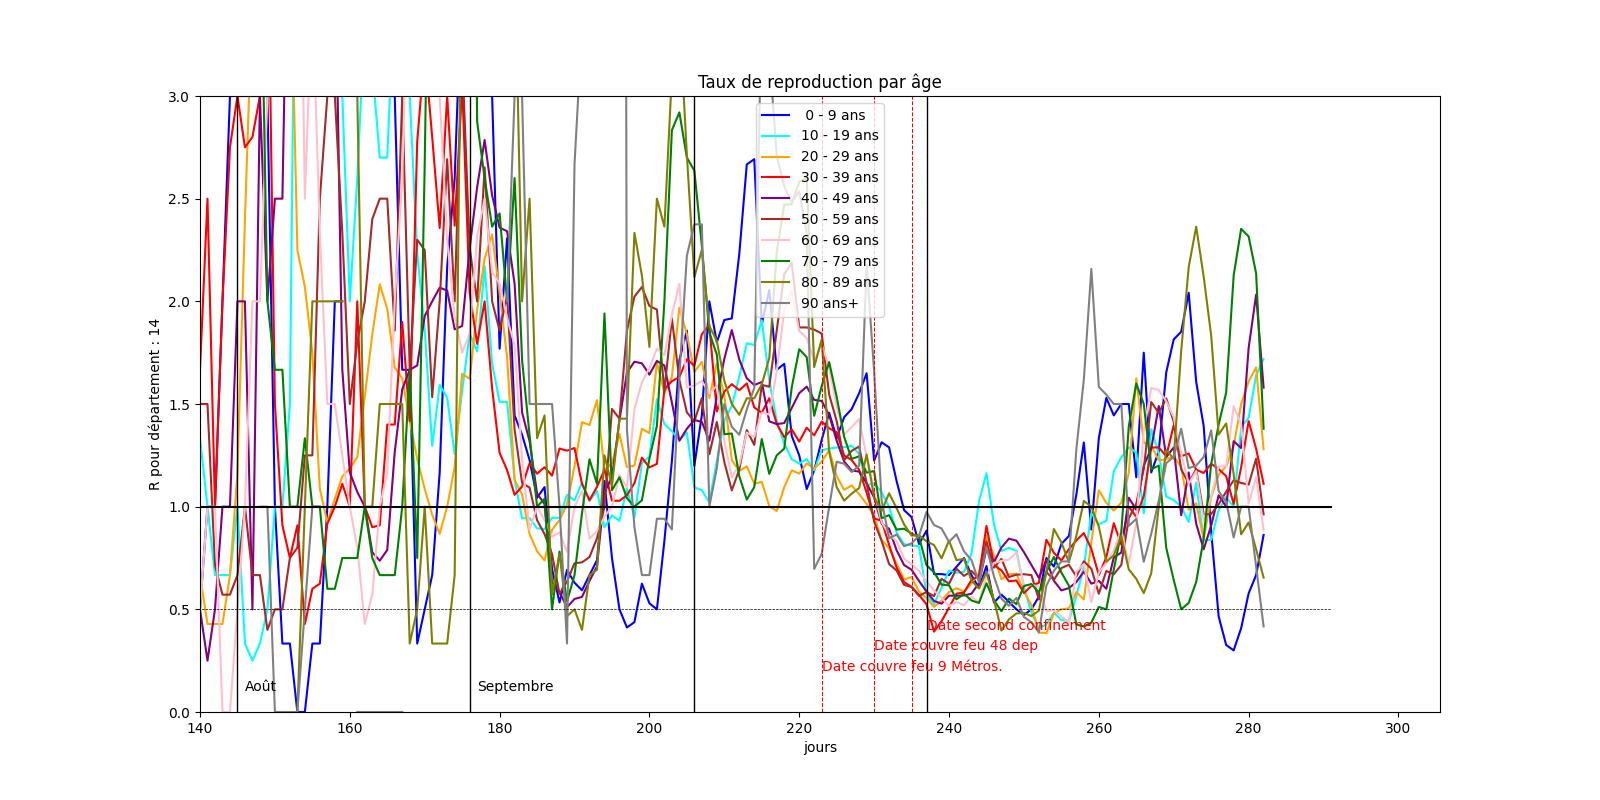 Taux de reproduction par âge
3.0
2.5
2.0
1.5
1.0
0.5
0.0
R pour département : 14
0 - 9 ans
10 - 19 ans
20 - 29 ans
30 - 39 ans
40 - 49 ans
50 - 59 ans
60 - 69 ans
70 - 79 ans
80 - 89 ans
90 ans+
Date second confinement
Date couvre feu 48 dep
Date couvre feu 9 Métros.
Août
Septembre
140
160
180
200
220
240
260
280
300
jours